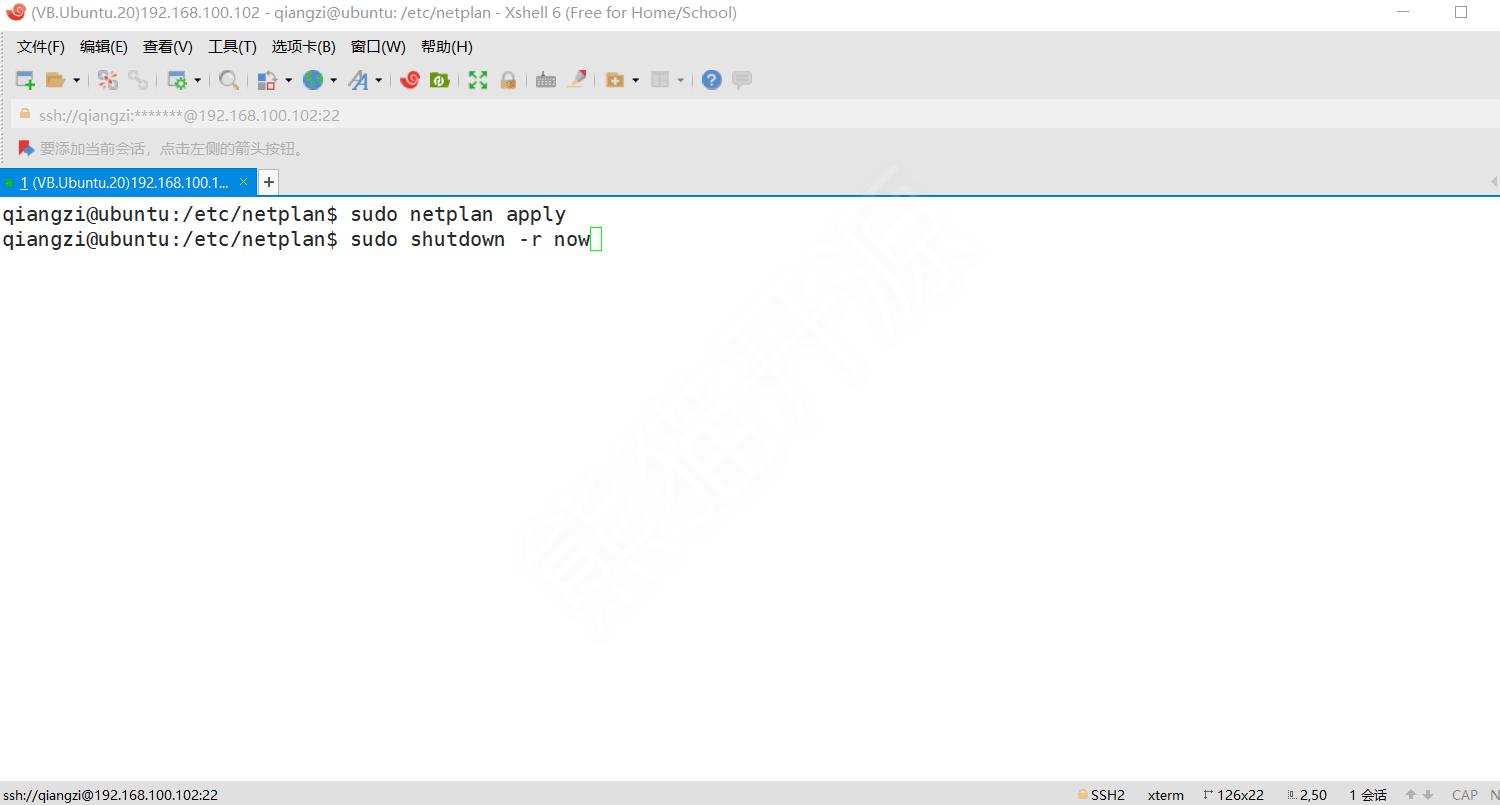 (VB.Ubuntu.20)192.168.100.102 - qiangzi@ubuntu: /etc/netplan - Xshell 6 (Free for Home/School)
文件(F) 编辑(E) 查看(V) 工具(T) 选项卡(B) 窗口(W) 帮助(H)
ssh://qiangzi:*******@192.168.100.102:22
要添加当前会话，点击左侧的箭头按钮。
1 (VB.Ubuntu.20)192.168.100.1... × +
qiangzi@ubuntu:/etc/netplan$ sudo netplan apply
qiangzi@ubuntu:/etc/netplan$ sudo shutdown -r now
熊猫开源
ssh://qiangzi@192.168.100.102:22 SSH2 xterm 126x22 2,50 1 会话 CAP N